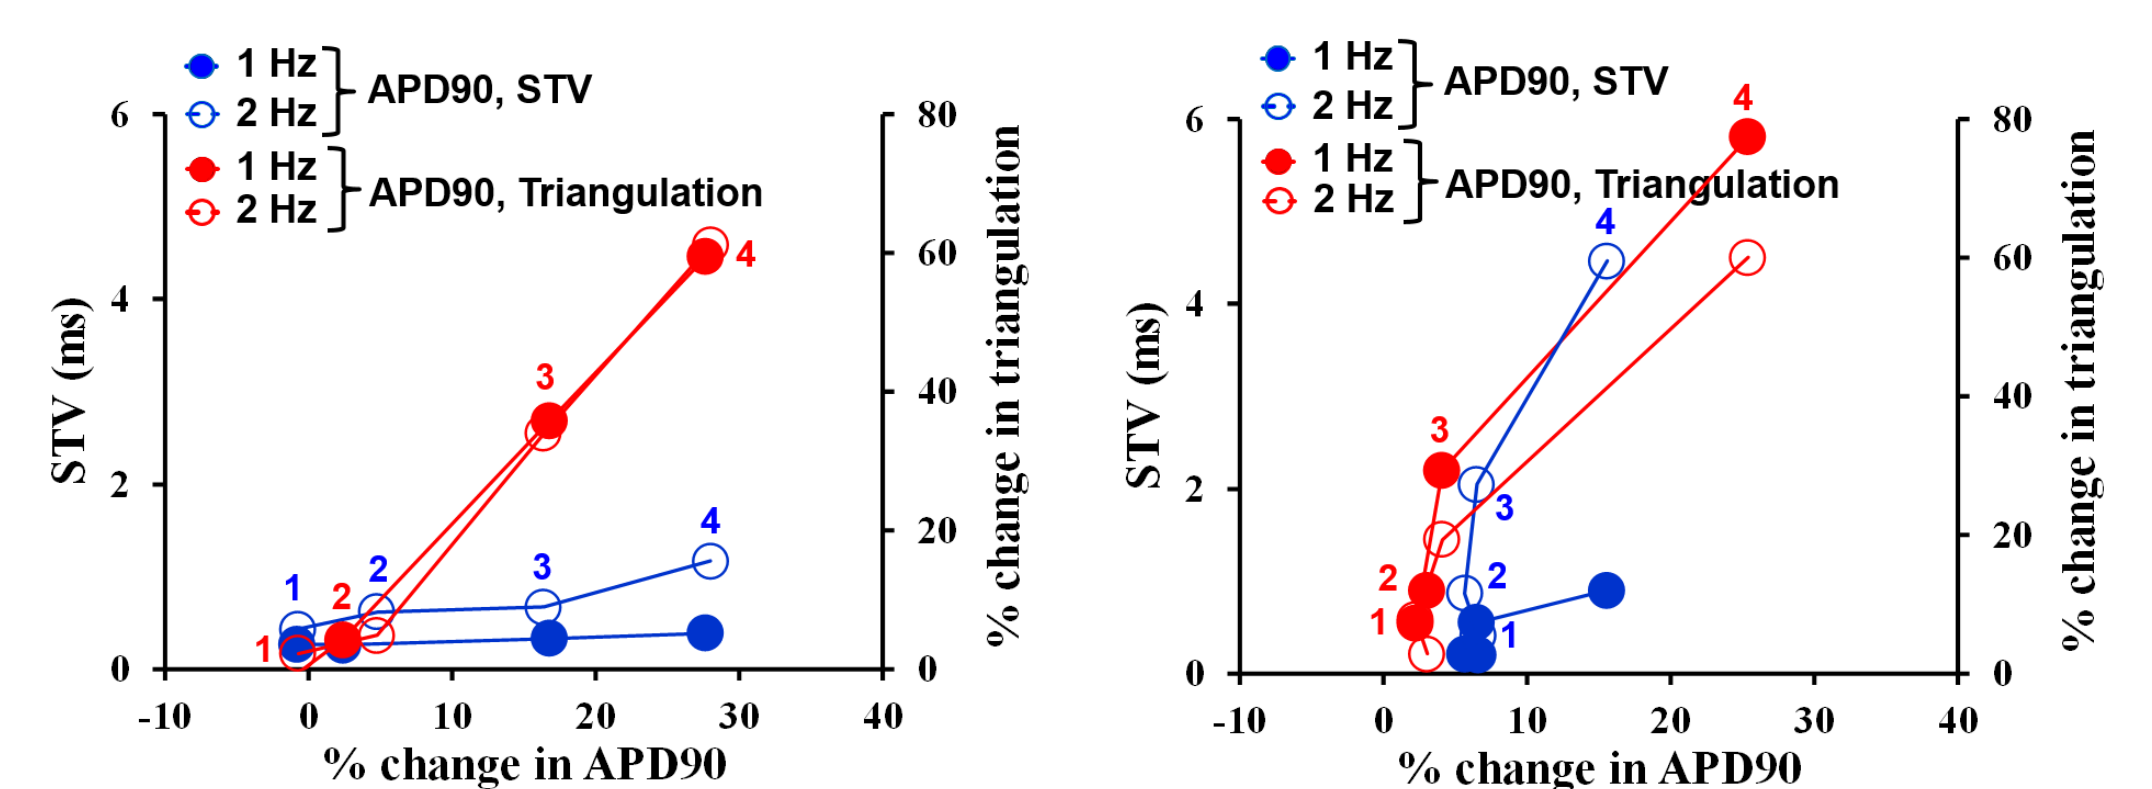 1 Hz
2 Hz
APD90, STV
1 Hz
2 Hz
APD90, Triangulation
6
4
2
0
STV (ms)
80
60
40
20
0
% change in triangulation
-10 0 10 20 30 40
% change in APD90
1
2
3
4
1
2
3
4
1 Hz
2 Hz
APD90, STV
1 Hz
2 Hz
APD90, Triangulation
6
4
2
0
STV (ms)
80
60
40
20
0
% change in triangulation
-10 0 10 20 30 40
% change in APD90
4
4
3
3
2
2
1
1